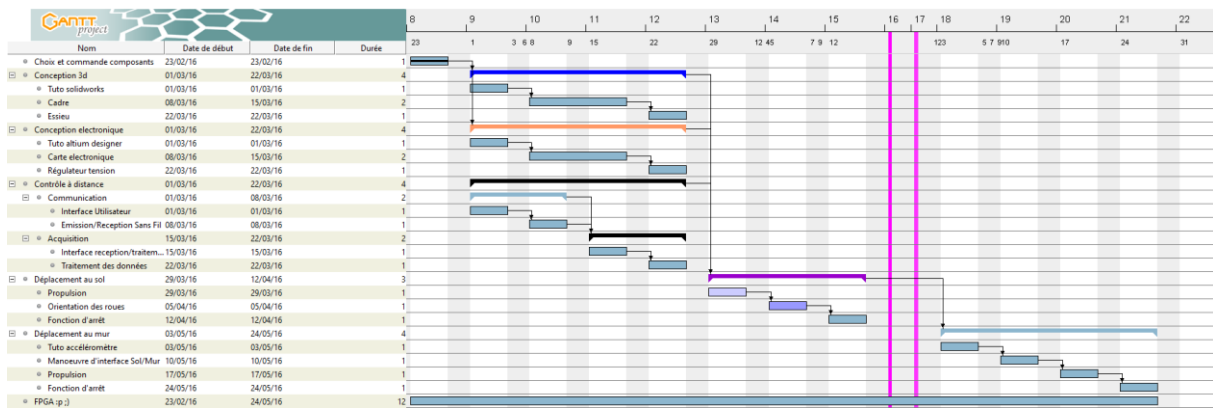 GANTT
project
8 9 10 11 12 13 14 15 16 17 18 19 20 21 22
Nom Date de début Date de fin Durée
23 1 3 6 8 9 15 22 29 12 45 7 9 12 123 5 7 910 17 24 31
Choix et commande composants 23/02/16 23/02/16 1
Conception 3d 01/03/16 22/03/16 4
Tuto solidworks 01/03/16 01/03/16 1
Cadre 08/03/16 15/03/16 2
Essieu 22/03/16 22/03/16 1
Conception electronique 01/03/16 22/03/16 4
Tuto altium designer 01/03/16 01/03/16 1
Carte electronique 08/03/16 15/03/16 2
Régulateur tension 22/03/16 22/03/16 1
Contrôle à distance 01/03/16 22/03/16 4
Communication 01/03/16 08/03/16 2
Interface Utilisateur 01/03/16 01/03/16 1
Emission/Reception Sans Fil 08/03/16 08/03/16 1
Acquisition 15/03/16 22/03/16 2
Interface reception/traitem... 15/03/16 15/03/16 1
Traitement des données 22/03/16 22/03/16 1
Déplacement au sol 29/03/16 12/04/16 3
Propulsion 29/03/16 29/03/16 1
Orientation des roues 05/04/16 05/04/16 1
Fonction d'arrêt 12/04/16 12/04/16 1
Déplacement au mur 03/05/16 24/05/16 4
Tuto accéléromètre 03/05/16 03/05/16 1
Manoeuvre d'interface Sol/Mur 10/05/16 10/05/16 1
Propulsion 17/05/16 17/05/16 1
Fonction d'arrêt 24/05/16 24/05/16 1
FPGA :p ;) 23/02/16 24/05/16 12